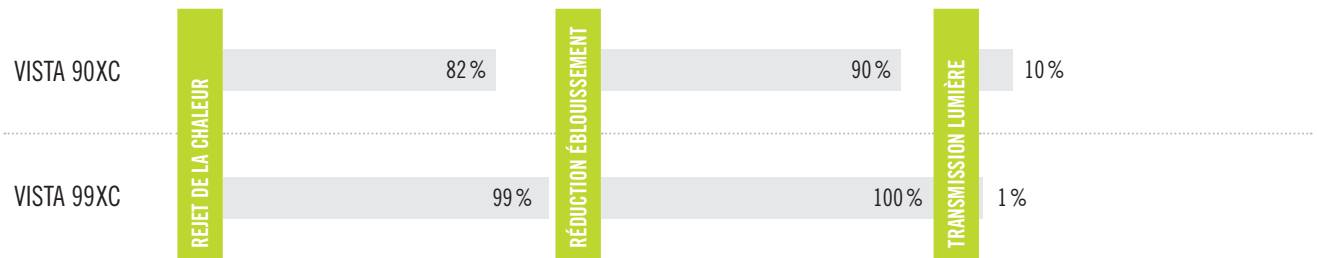 REJET DE LA CHALEUR
RÉDUCTION ÉBLOUISSEMENT
TRANSMISSION LUMIÈRE
VISTA 90XC 82 % 90 % 10 %
VISTA 99XC 99 % 100 % 1 %